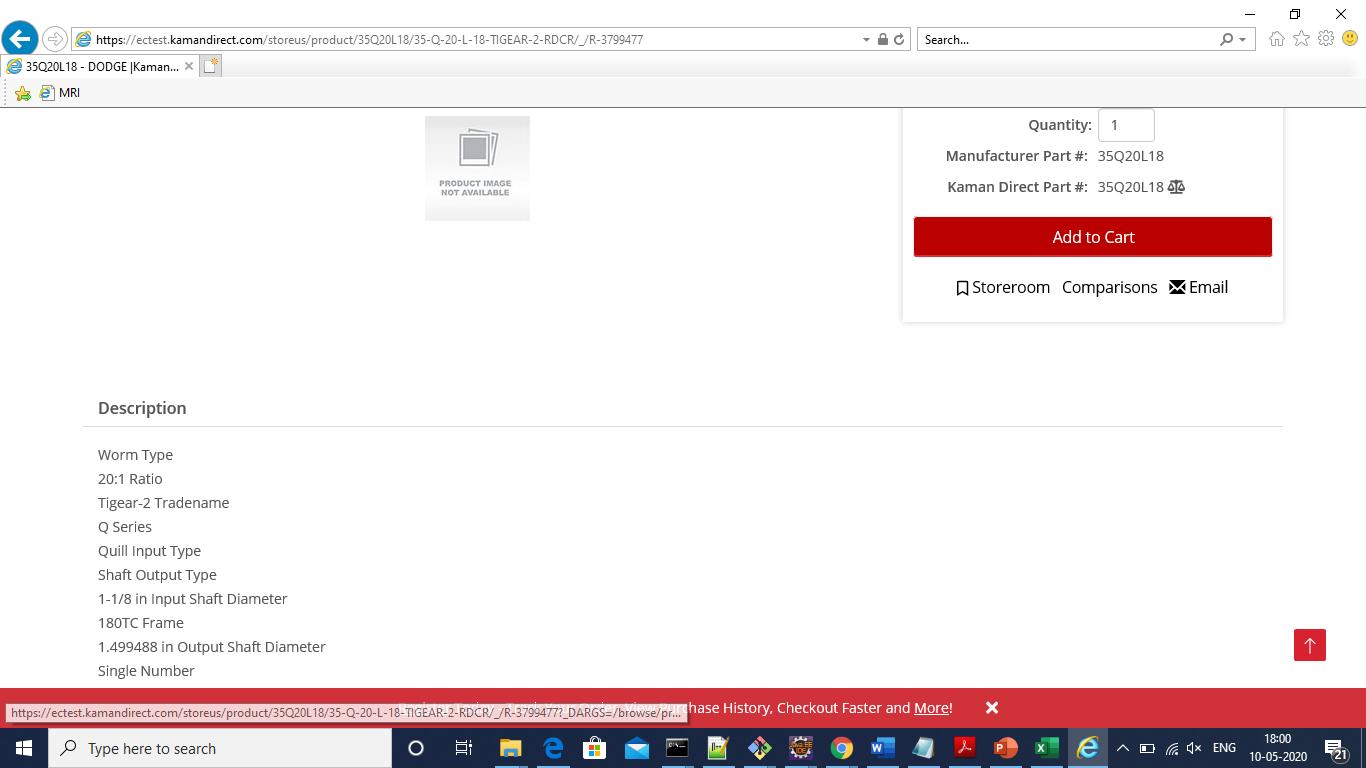 https://ectest.kamandirect.com/storeus/product/35Q20L18/35-Q-20-L-18-TIGEAR-2-RDCR/_/R-3799477
Search...
35Q20L18 - DODGE |Kaman...
MRI
PRODUCT IMAGE
NOT AVAILABLE
Quantity: 1
Manufacturer Part #: 35Q20L18
Kaman Direct Part #: 35Q20L18
Add to Cart
Storeroom Comparisons Email
Description
Worm Type
20:1 Ratio
Tigear-2 Tradename
Q Series
Quill Input Type
Shaft Output Type
1-1/8 in Input Shaft Diameter
180TC Frame
1.499488 in Output Shaft Diameter
Single Number
Purchase History, Checkout Faster and More!
https://ectest.kamandirect.com/storeus/product/35Q20L18/35-Q-20-L-18-TIGEAR-2-RDCR/_/R-3799477?_DARGS=/browse/pr...
Type here to search
ENG
18:00
10-05-2020
21